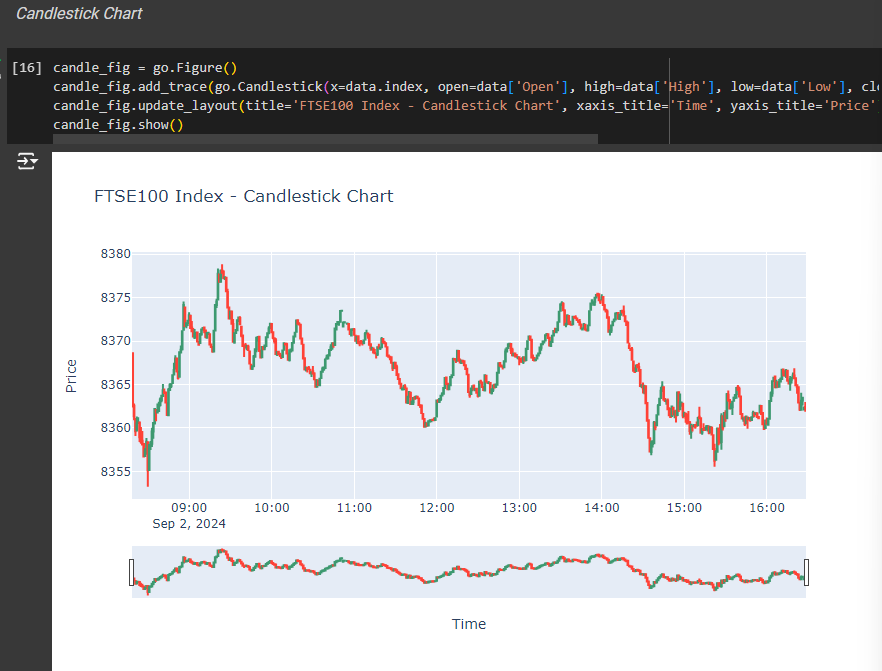 Candlestick Chart
[16] candle_fig = go.Figure()
candle_fig.add_trace(go.Candlestick(x=data.index, open=data['Open'], high=data['High'], low=data['Low'],
candle_fig.update_layout(title='FTSE100 Index - Candlestick Chart', xaxis_title='Time', yaxis_title='Price'
candle_fig.show()
FTSE100 Index - Candlestick Chart
8380
8375
8370
8365
8360
8355
Price
09:00 10:00 11:00 12:00 13:00 14:00 15:00 16:00
Sep 2, 2024
Time